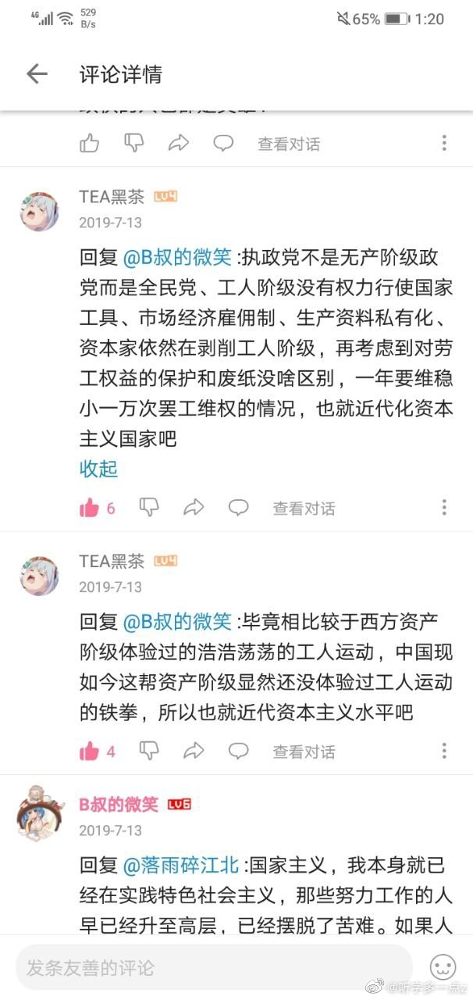 4G
529
B/s
65%
1:20
评论详情
查看对话
TEA黑茶 LV4
2019-7-13
回复 @B叔的微笑 :执政党不是无产阶级政
党而是全民党、工人阶级没有权力行使国家
工具、市场经济雇佣制、生产资料私有化、
资本家依然在剥削工人阶级，再考虑到对劳
工权益的保护和废纸没啥区别，一年要维稳
小一万次罢工维权的情况，也就近代化资本
主义国家吧
收起
6
查看对话
TEA黑茶 LV4
2019-7-13
回复 @B叔的微笑 :毕竟相比较于西方资产
阶级体验过的浩浩荡荡的工人运动，中国现
如今这帮资产阶级显然还没体验过工人运动
的铁拳，所以也就近代资本主义水平吧
4
查看对话
B叔的微笑 LV6
2019-7-13
回复 @落雨碎江北 :国家主义，我本身就已
经在实践特色社会主义，那些努力工作的人
早已经升至高层，已经摆脱了苦难。如果人
发条友善的评论
@听字多一点z